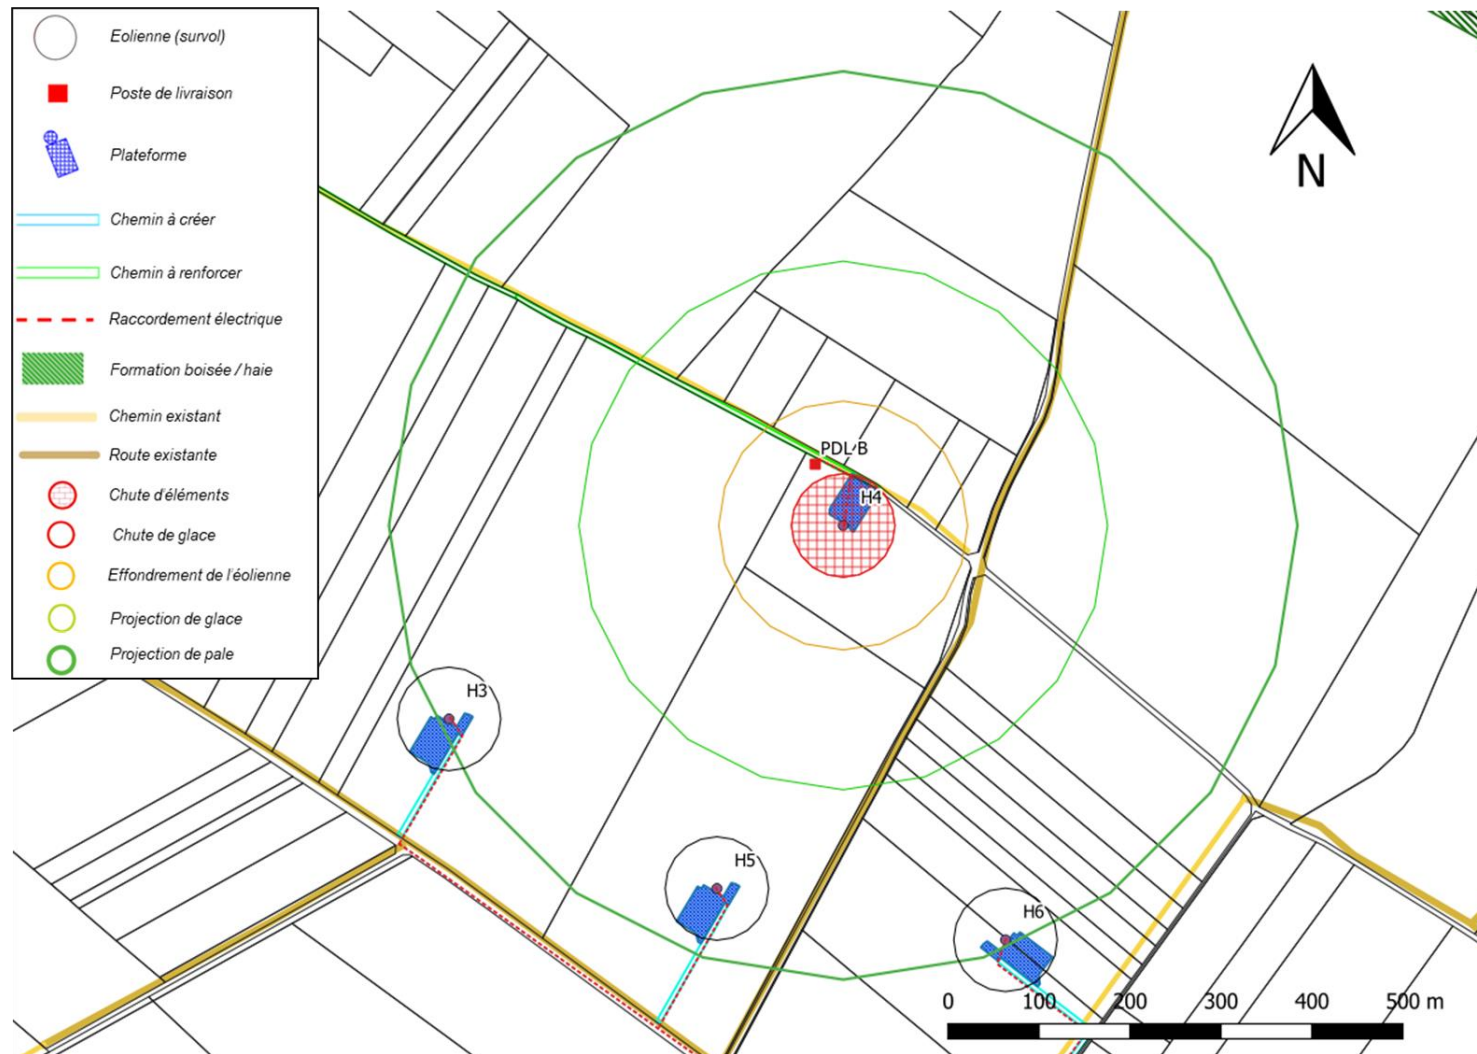 Eolienne (survol)
Poste de livraison
Plateforme
Chemin à créer
Chemin à renforcer
Raccordement électrique
Formation boisée / haie
Chemin existant
Route existante
Chute d'éléments
Chute de glace
Effondrement de l'éolienne
Projection de glace
Projection de pale
N
PDL B
H4
H3
H5
H6
0 100 200 300 400 500 m